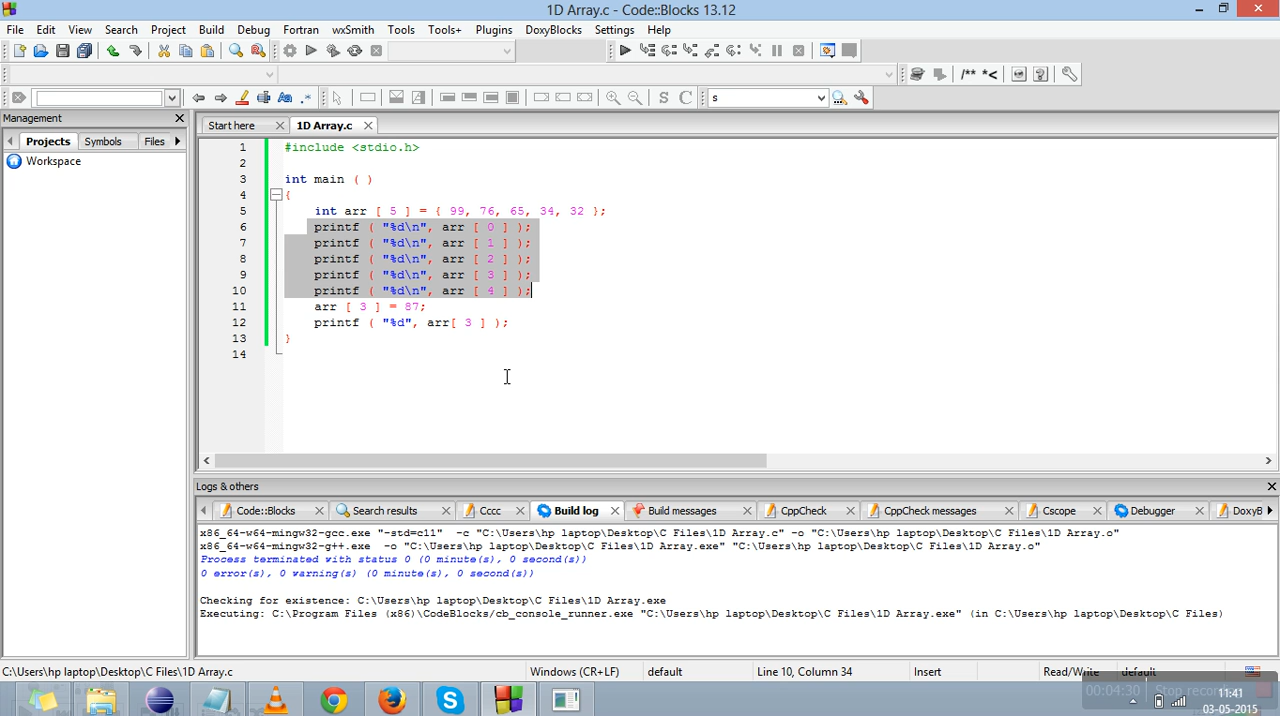 1D Array.c - Code::Blocks 13.12
File Edit View Search Project Build Debug Fortran wxSmith Tools Tools+ Plugins DoxyBlocks Settings Help
/** *<
S C s
Management
Projects Symbols Files
Workspace
Start here 1D Array.c
1 #include <stdio.h>
2
3 int main ( )
4 {
5 int arr [ 5 ] = { 99, 76, 65, 34, 32 };
6 printf ( "%d\n", arr [ 0 ] );
7 printf ( "%d\n", arr [ 1 ] );
8 printf ( "%d\n", arr [ 2 ] );
9 printf ( "%d\n", arr [ 3 ] );
10 printf ( "%d\n", arr [ 4 ] );
11 arr [ 3 ] = 87;
12 printf ( "%d", arr[ 3 ] );
13 }
14
Logs & others
Code::Blocks Search results Cccc Build log Build messages CppCheck CppCheck messages Cscope Debugger DoxyB
x86_64-w64-mingw32-gcc.exe "-std=c11" -c "C:\Users\hp laptop\Desktop\C Files\1D Array.c" -o "C:\Users\hp laptop\Desktop\C Files\1D Array.o"
x86_64-w64-mingw32-g++.exe -o "C:\Users\hp laptop\Desktop\C Files\1D Array.exe" "C:\Users\hp laptop\Desktop\C Files\1D Array.o"
Process terminated with status 0 (0 minute(s), 0 second(s))
0 error(s), 0 warning(s) (0 minute(s), 0 second(s))
Checking for existence: C:\Users\hp laptop\Desktop\C Files\1D Array.exe
Executing: C:\Program Files (x86)\CodeBlocks/cb_console_runner.exe "C:\Users\hp laptop\Desktop\C Files\1D Array.exe" (in C:\Users\hp laptop\Desktop\C Files)
C:\Users\hp laptop\Desktop\C Files\1D Array.c Windows (CR+LF) default Line 10, Column 34 Insert Read/Write default
00:04:30 Stop 11:41
03-05-2015